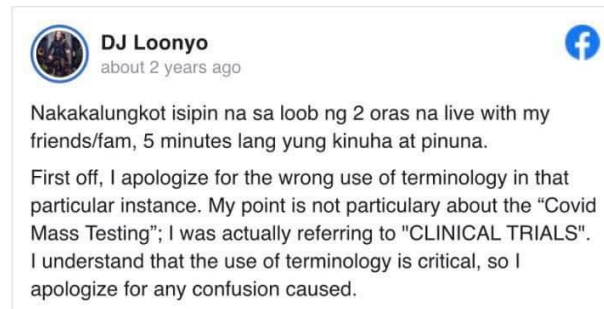 DJ Loonyo
about 2 years ago
Nakakalungkot isipin na sa loob ng 2 oras na live with my
friends/fam, 5 minutes lang yung kinuha at pinuna.
First off, I apologize for the wrong use of terminology in that
particular instance. My point is not particulary about the “Covid
Mass Testing”; I was actually referring to "CLINICAL TRIALS".
I understand that the use of terminology is critical, so I
apologize for any confusion caused.